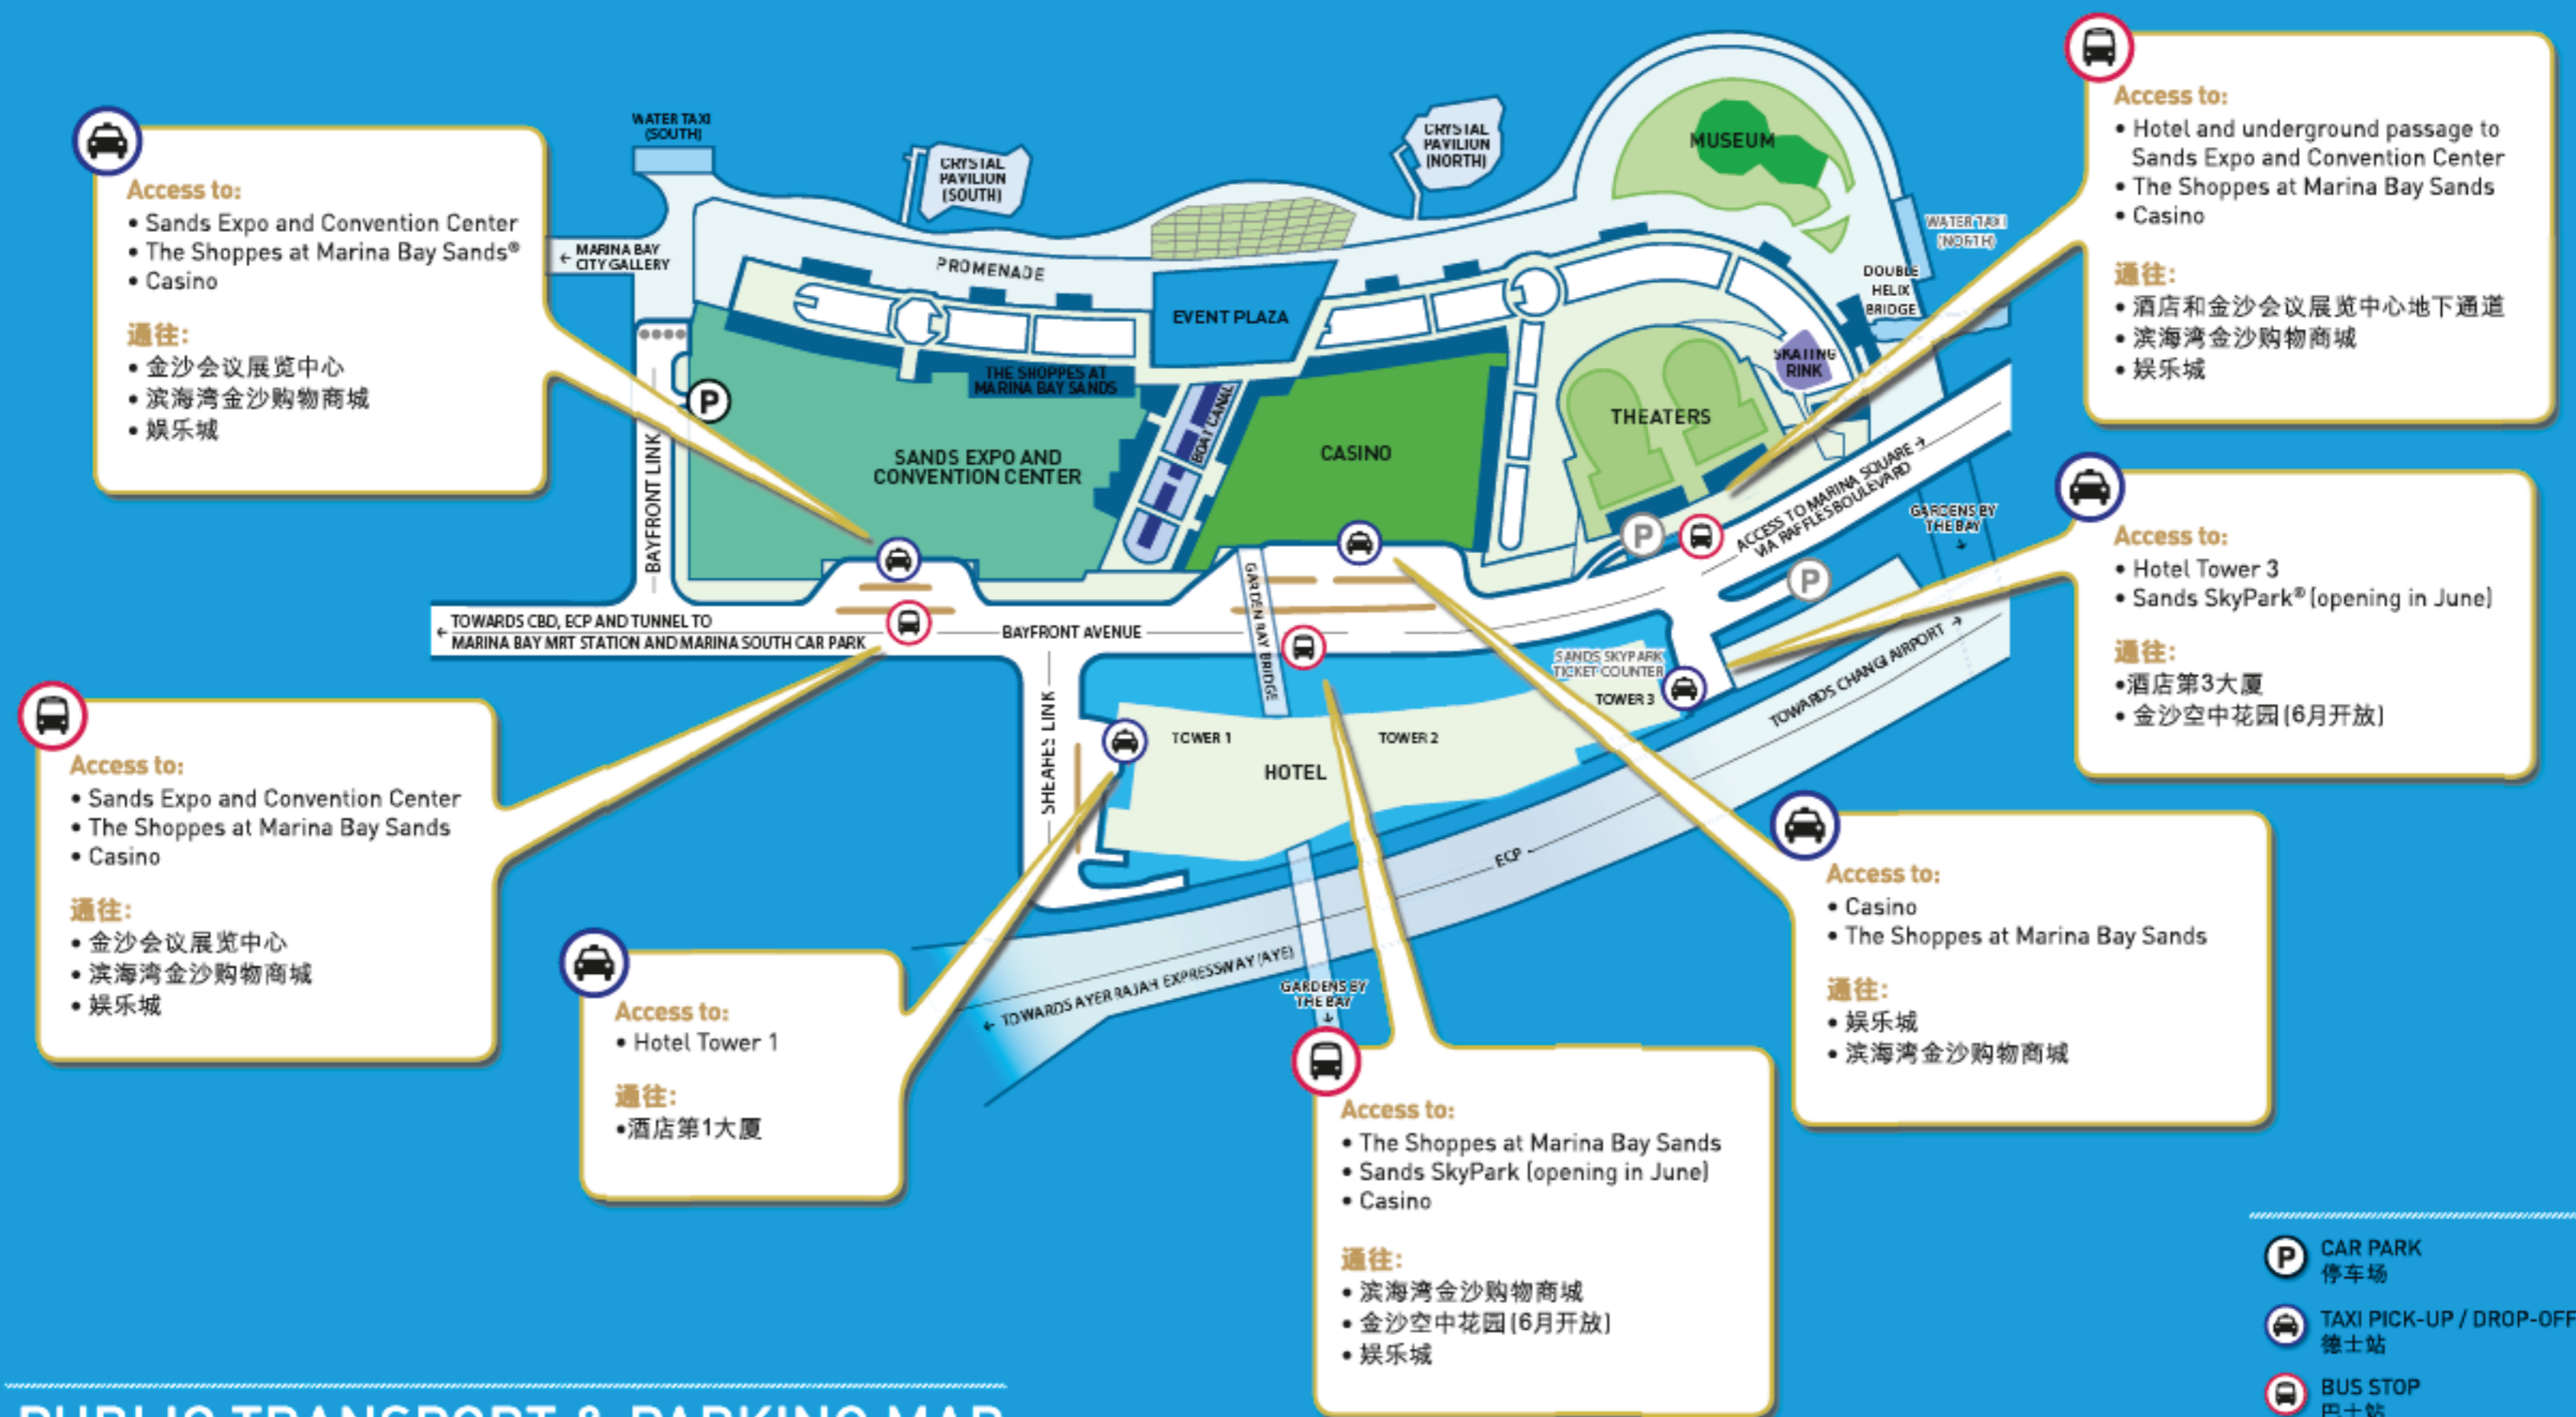 Access to:
• Sands Expo and Convention Center
• The Shoppes at Marina Bay Sands®
• Casino
通往:
• 金沙会议展览中心
• 滨海湾金沙购物商城
• 娱乐城
WATER TAXI
(SOUTH)
← MARINA BAY
CITY GALLERY
CRYSTAL
PAVILION
(SOUTH)
CRYSTAL
PAVILION
(NORTH)
MUSEUM
WATER TAXI
(NORTH)
DOUBLE
HELIX
BRIDGE
PROMENADE
EVENT PLAZA
THE SHOPPES AT
MARINA BAY SANDS
SKATING
RINK
P
BOAT CANAL
THEATERS
SANDS EXPO AND
CONVENTION CENTER
CASINO
BAYFRONT LINK
Access to:
• Hotel and underground passage to
Sands Expo and Convention Center
• The Shoppes at Marina Bay Sands
• Casino
通往:
• 酒店和金沙会议展览中心地下通道
• 滨海湾金沙购物商城
• 娱乐城
P
ACCESS TO MARINA SQUARE →
VIA RAFFLES BOULEVARD
GARDENS BY
THE BAY
↓
P
Access to:
• Hotel Tower 3
• Sands SkyPark® (opening in June)
通往:
•酒店第3大厦
• 金沙空中花园(6月开放)
← TOWARDS CBD, ECP AND TUNNEL TO
MARINA BAY MRT STATION AND MARINA SOUTH CAR PARK
BAYFRONT AVENUE
GARDEN BAY BRIDGE
SANDS SKYPARK
TICKET COUNTER
TOWER 3
TOWARDS CHANGI AIRPORT →
SHEARES LINK
TOWER 1
TOWER 2
HOTEL
ECP
← TOWARDS AYER RAJAH EXPRESSWAY (AYE)
GARDENS BY
THE BAY
↓
Access to:
• Sands Expo and Convention Center
• The Shoppes at Marina Bay Sands
• Casino
通往:
• 金沙会议展览中心
• 滨海湾金沙购物商城
• 娱乐城
Access to:
• Hotel Tower 1
通往:
•酒店第1大厦
Access to:
• The Shoppes at Marina Bay Sands
• Sands SkyPark (opening in June)
• Casino
通往:
• 滨海湾金沙购物商城
• 金沙空中花园(6月开放)
• 娱乐城
Access to:
• Casino
• The Shoppes at Marina Bay Sands
通往:
• 娱乐城
• 滨海湾金沙购物商城
P CAR PARK
停车场
TAXI PICK-UP / DROP-OFF
德士站
BUS STOP
巴士站
PUBLIC TRANSPORT & PARKING MAP